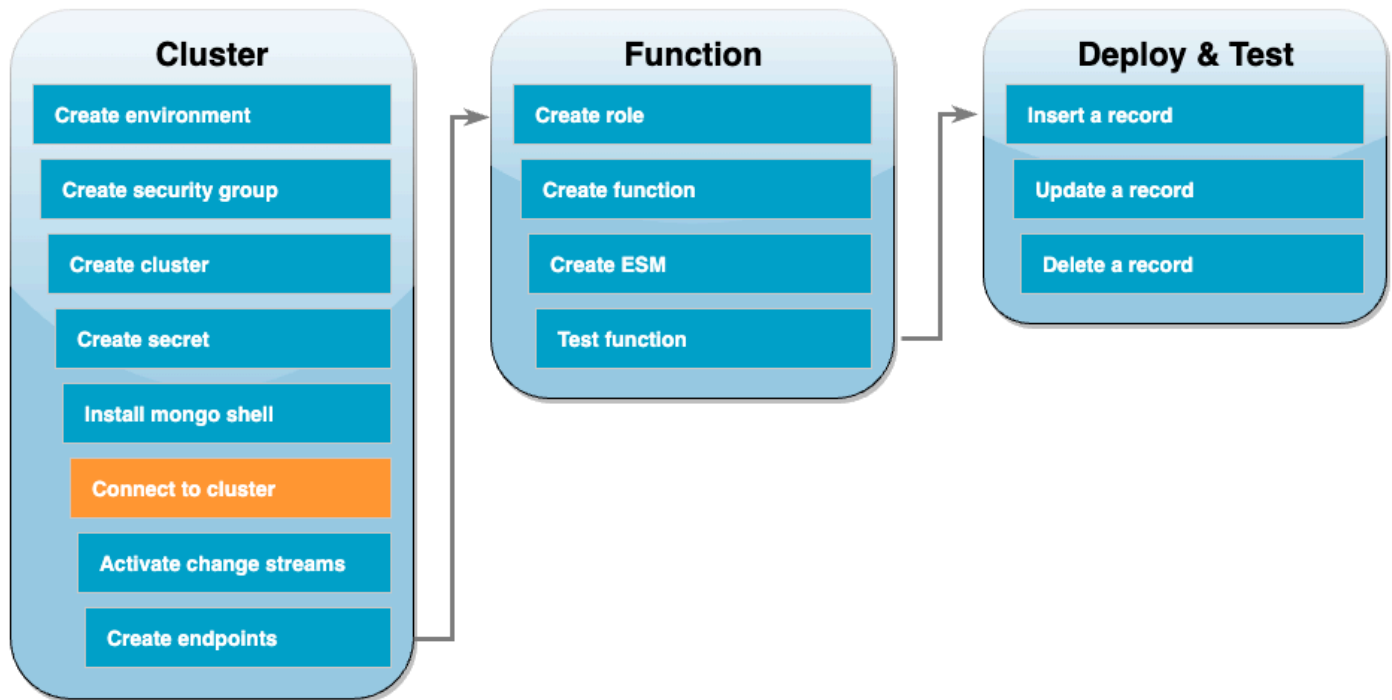 Cluster
Create environment
Create security group
Create cluster
Create secret
Install mongo shell
Connect to cluster
Activate change streams
Create endpoints
Function
Create role
Create function
Create ESM
Test function
Deploy & Test
Insert a record
Update a record
Delete a record